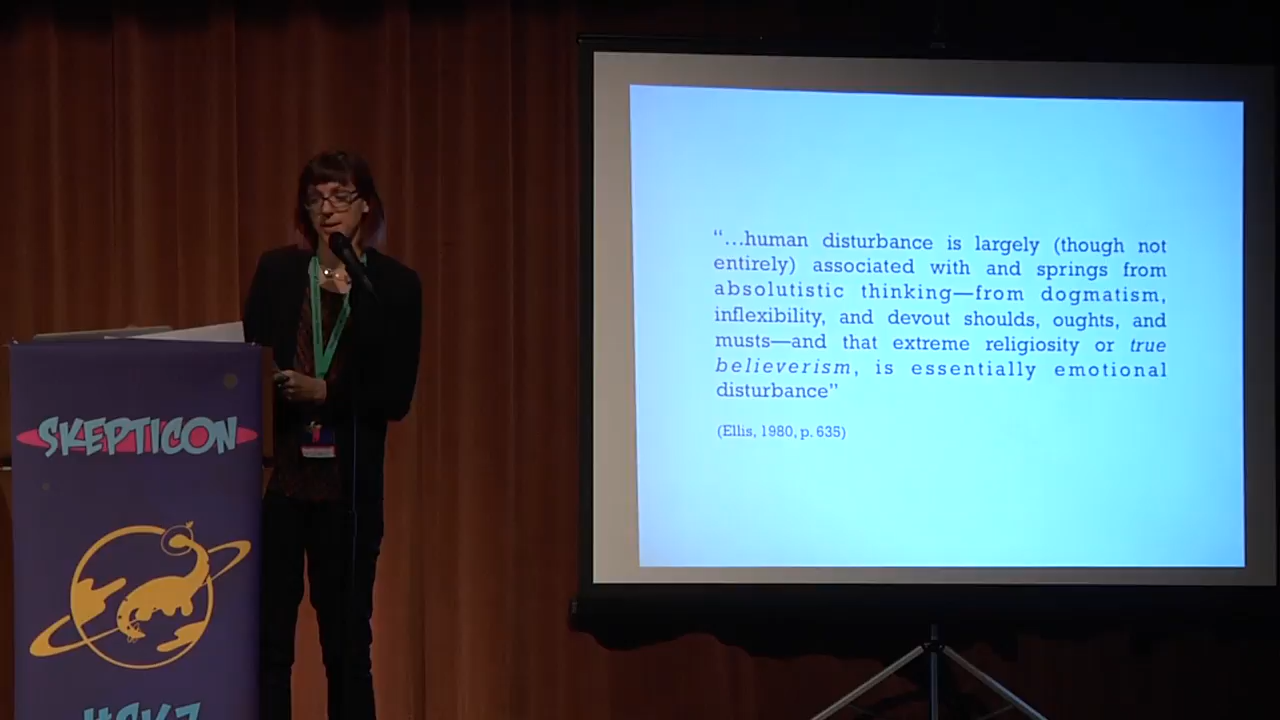 “...human disturbance is largely (though not
entirely) associated with and springs from
absolutistic thinking—from dogmatism,
inflexibility, and devout shoulds, oughts, and
musts—and that extreme religiosity or true
believerism, is essentially emotional
disturbance”
(Ellis, 1980, p. 635)
SKEPTICON